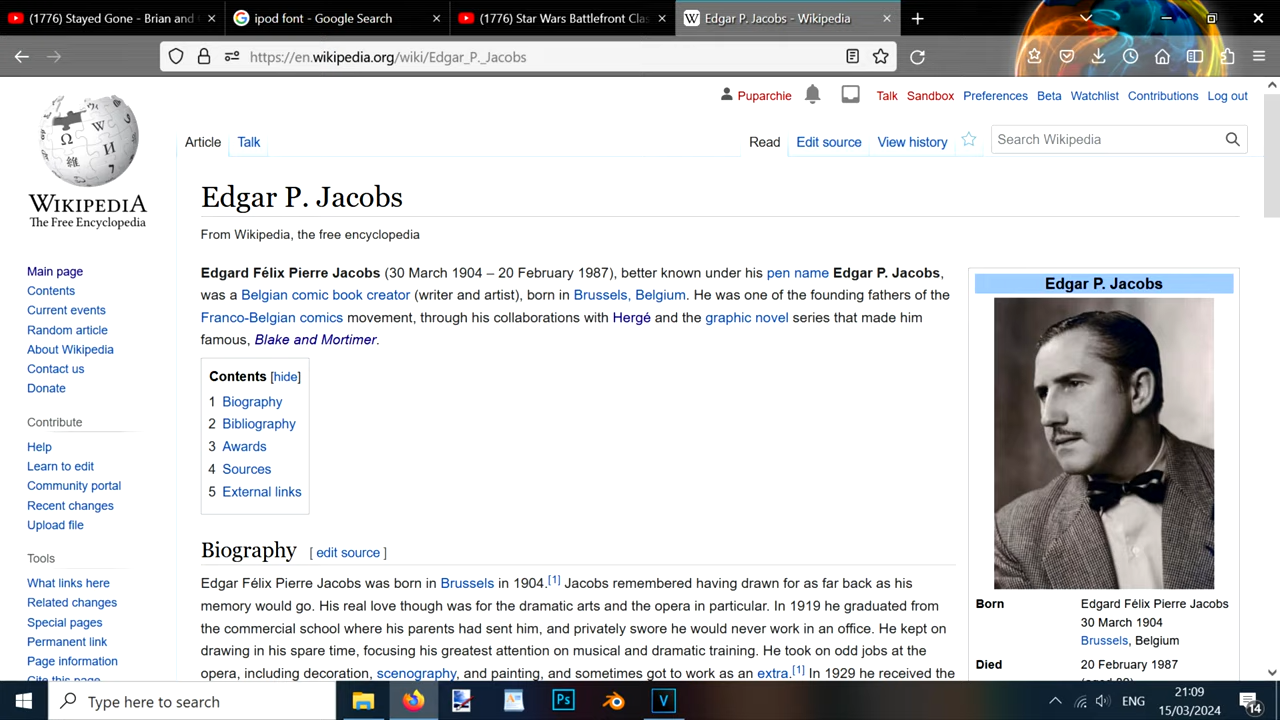 (1776) Stayed Gone - Brian and
ipod font - Google Search
(1776) Star Wars Battlefront Clas
Edgar P. Jacobs - Wikipedia
https://en.wikipedia.org/wiki/Edgar_P._Jacobs
Puparchie
Talk Sandbox Preferences Beta Watchlist Contributions Log out
WIKIPEDIA
The Free Encyclopedia
Article Talk
Read Edit source View history
Search Wikipedia
Edgar P. Jacobs
From Wikipedia, the free encyclopedia
Main page
Contents
Current events
Random article
About Wikipedia
Contact us
Donate
Contribute
Help
Learn to edit
Community portal
Recent changes
Upload file
Tools
What links here
Related changes
Special pages
Permanent link
Page information
Cite this page
Edgard Félix Pierre Jacobs (30 March 1904 – 20 February 1987), better known under his pen name Edgar P. Jacobs,
was a Belgian comic book creator (writer and artist), born in Brussels, Belgium. He was one of the founding fathers of the
Franco-Belgian comics movement, through his collaborations with Hergé and the graphic novel series that made him
famous, Blake and Mortimer.
Contents [hide]
1 Biography
2 Bibliography
3 Awards
4 Sources
5 External links
Biography [ edit source ]
Edgar Félix Pierre Jacobs was born in Brussels in 1904.[1] Jacobs remembered having drawn for as far back as his
memory would go. His real love though was for the dramatic arts and the opera in particular. In 1919 he graduated from
the commercial school where his parents had sent him, and privately swore he would never work in an office. He kept on
drawing in his spare time, focusing his greatest attention on musical and dramatic training. He took on odd jobs at the
opera, including decoration, scenography, and painting, and sometimes got to work as an extra.[1] In 1929 he received the
Edgar P. Jacobs
Born Edgard Félix Pierre Jacobs
30 March 1904
Brussels, Belgium
Died 20 February 1987
Type here to search
Ps
V
ENG
21:09
15/03/2024
14